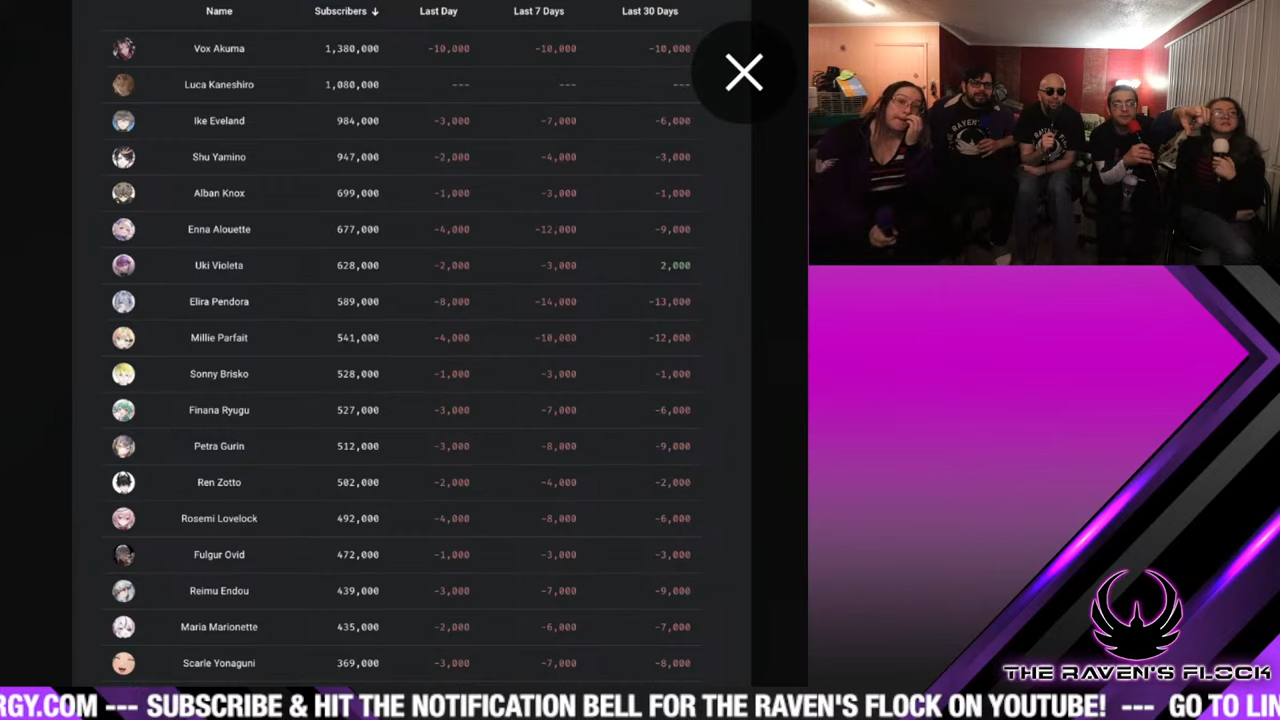 Name Subscribers ↓ Last Day Last 7 Days Last 30 Days
Vox Akuma 1,380,000 -10,000 -10,000 -10,000
Luca Kaneshiro 1,080,000 --- --- ---
Ike Eveland 984,000 -3,000 -7,000 -6,000
Shu Yamino 947,000 -2,000 -4,000 -3,000
Alban Knox 699,000 -1,000 -3,000 -1,000
Enna Alouette 677,000 -4,000 -12,000 -9,000
Uki Violeta 628,000 -2,000 -3,000 2,000
Elira Pendora 589,000 -8,000 -14,000 -13,000
Millie Parfait 541,000 -4,000 -10,000 -12,000
Sonny Brisko 528,000 -1,000 -3,000 -1,000
Finana Ryugu 527,000 -3,000 -7,000 -6,000
Petra Gurin 512,000 -3,000 -8,000 -9,000
Ren Zotto 502,000 -2,000 -4,000 -2,000
Rosemi Lovelock 492,000 -4,000 -8,000 -6,000
Fulgur Ovid 472,000 -1,000 -3,000 -3,000
Reimu Endou 439,000 -3,000 -7,000 -9,000
Maria Marionette 435,000 -2,000 -6,000 -7,000
Scarle Yonaguni 369,000 -3,000 -7,000 -8,000
THE RAVEN'S FLOCK
RGY.COM --- SUBSCRIBE & HIT THE NOTIFICATION BELL FOR THE RAVEN'S FLOCK ON YOUTUBE! --- GO TO LIN